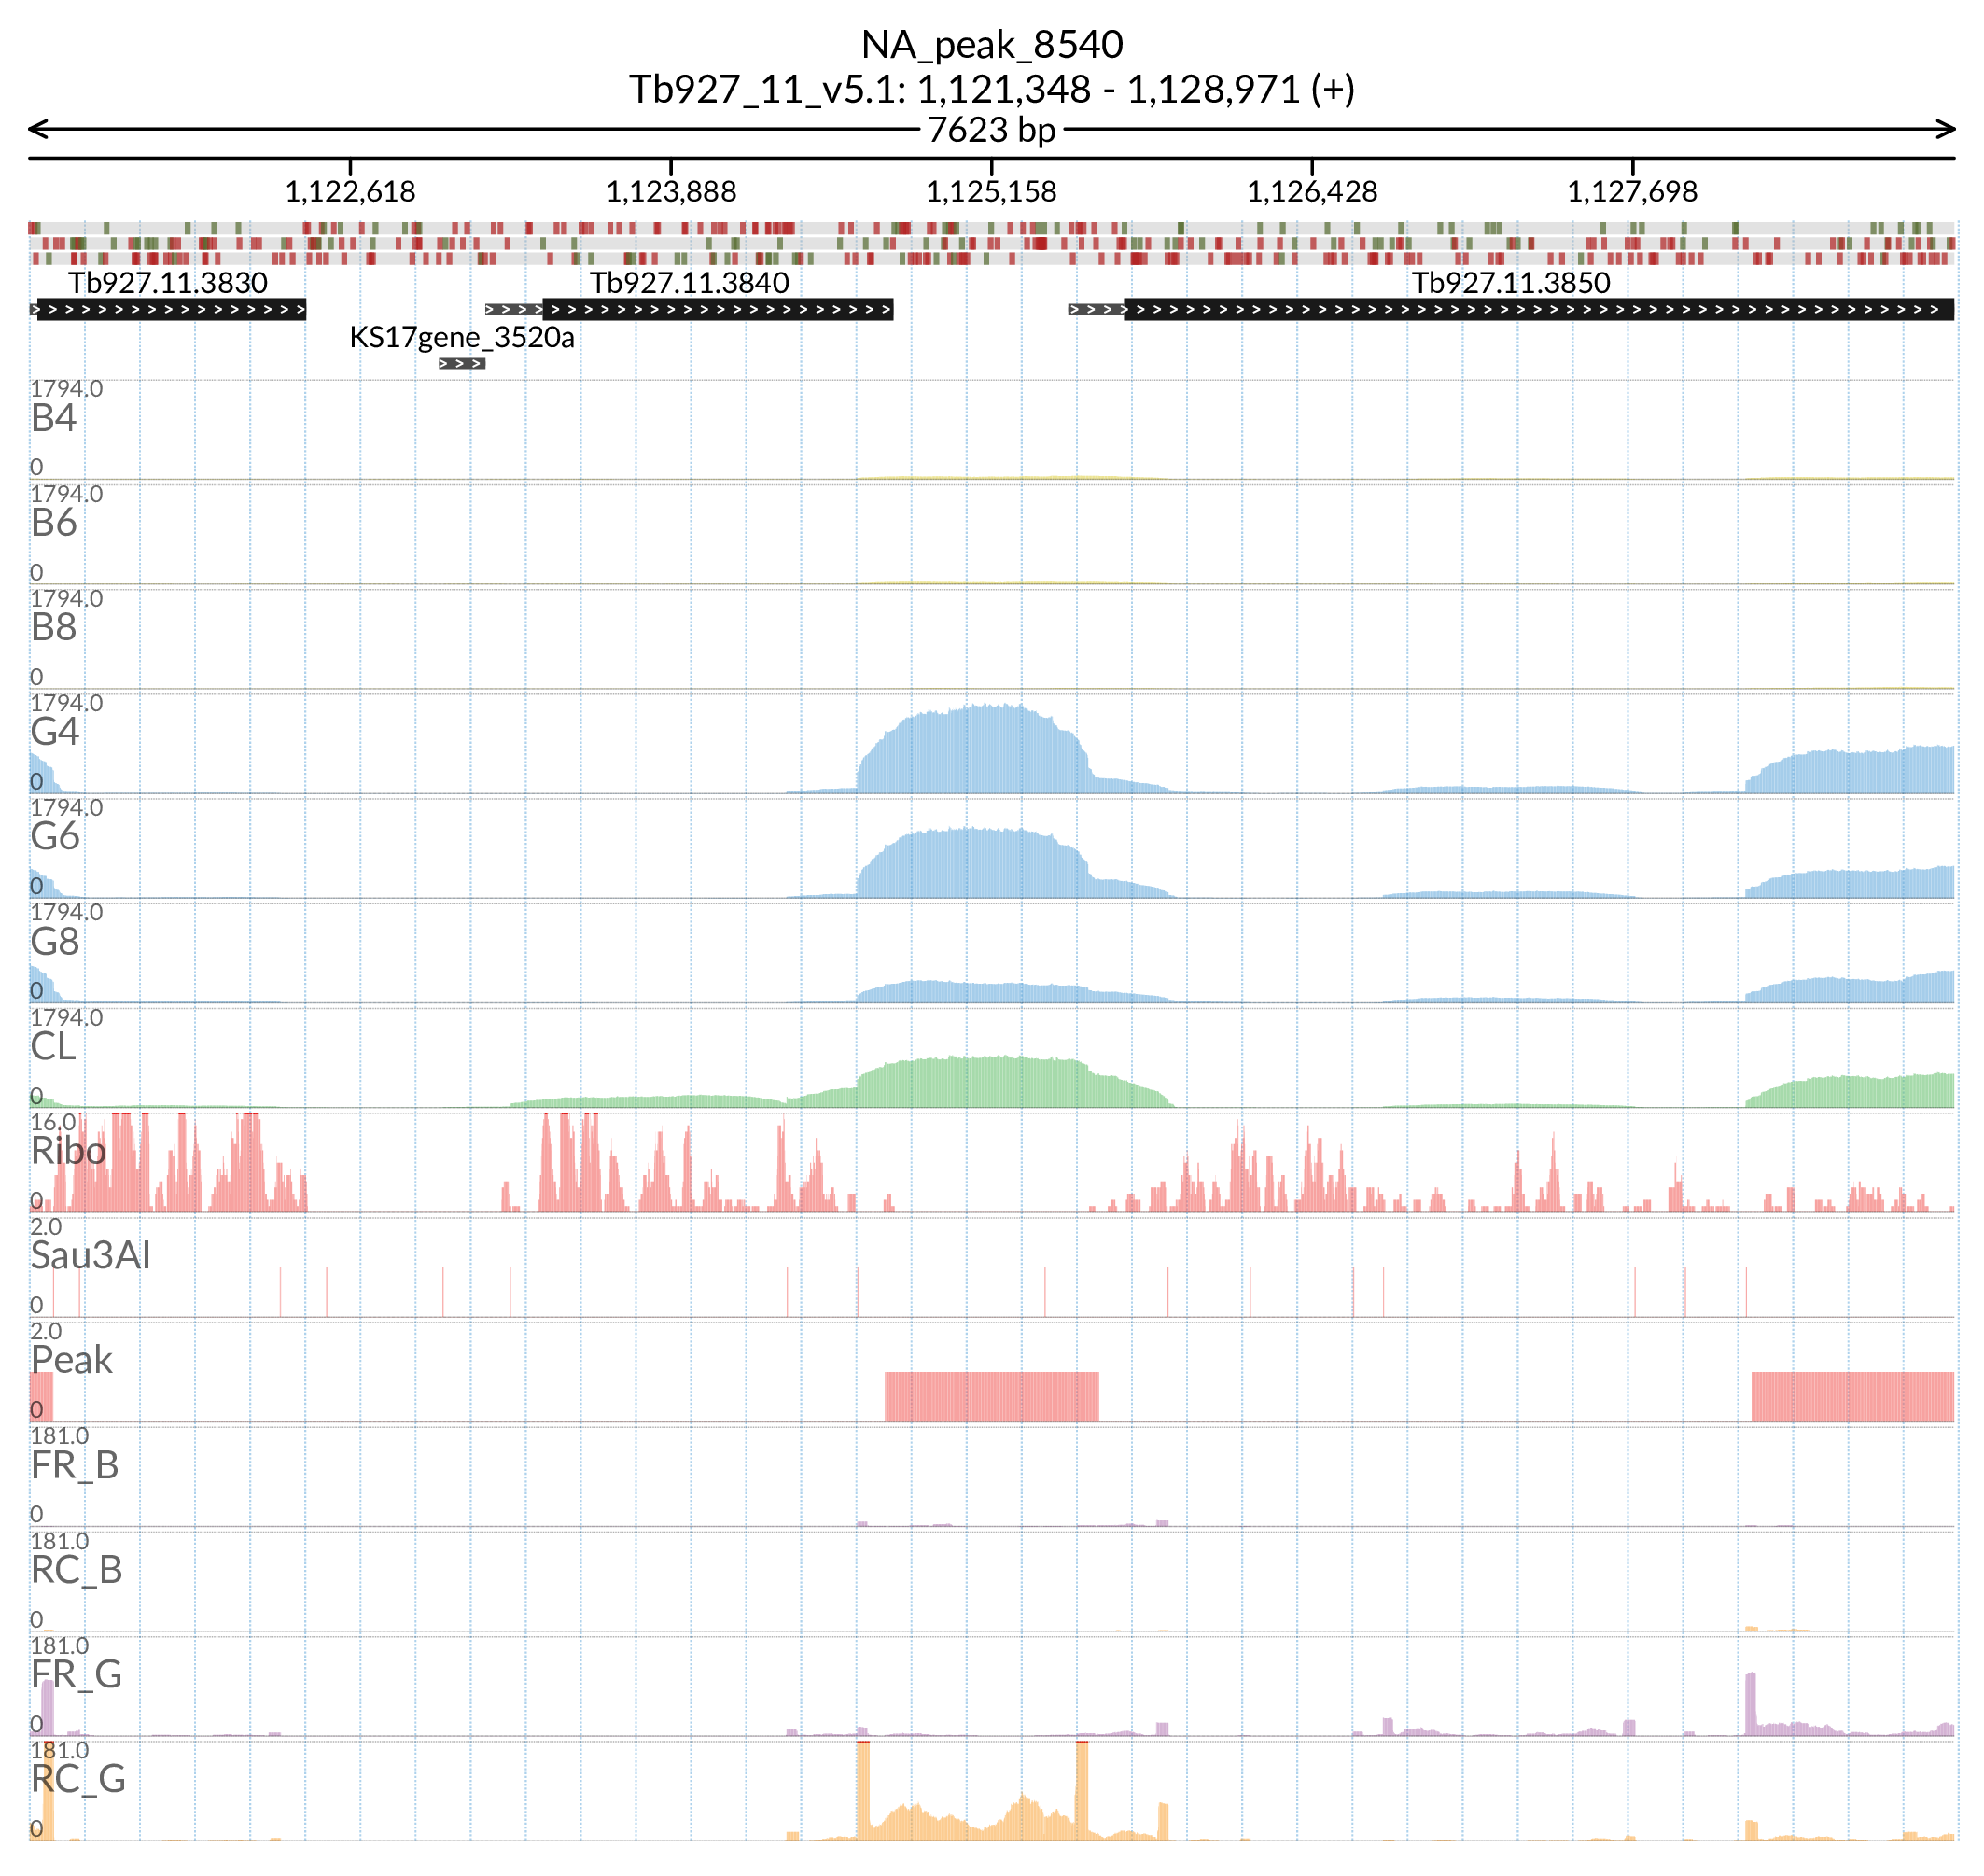 NA_peak_8540
Tb927_11_v5.1: 1,121,348 - 1,128,971 (+)
7623 bp
1,122,618 1,123,888 1,125,158 1,126,428 1,127,698
Tb927.11.3830 Tb927.11.3840 Tb927.11.3850
KS17gene_3520a
1794.0
B4
0
1794.0
B6
0
1794.0
B8
0
1794.0
G4
0
1794.0
G6
0
1794.0
G8
0
1794.0
CL
0
16.0
Ribo
0
2.0
Sau3AI
0
2.0
Peak
0
181.0
FR_B
0
181.0
RC_B
0
181.0
FR_G
0
181.0
RC_G
0